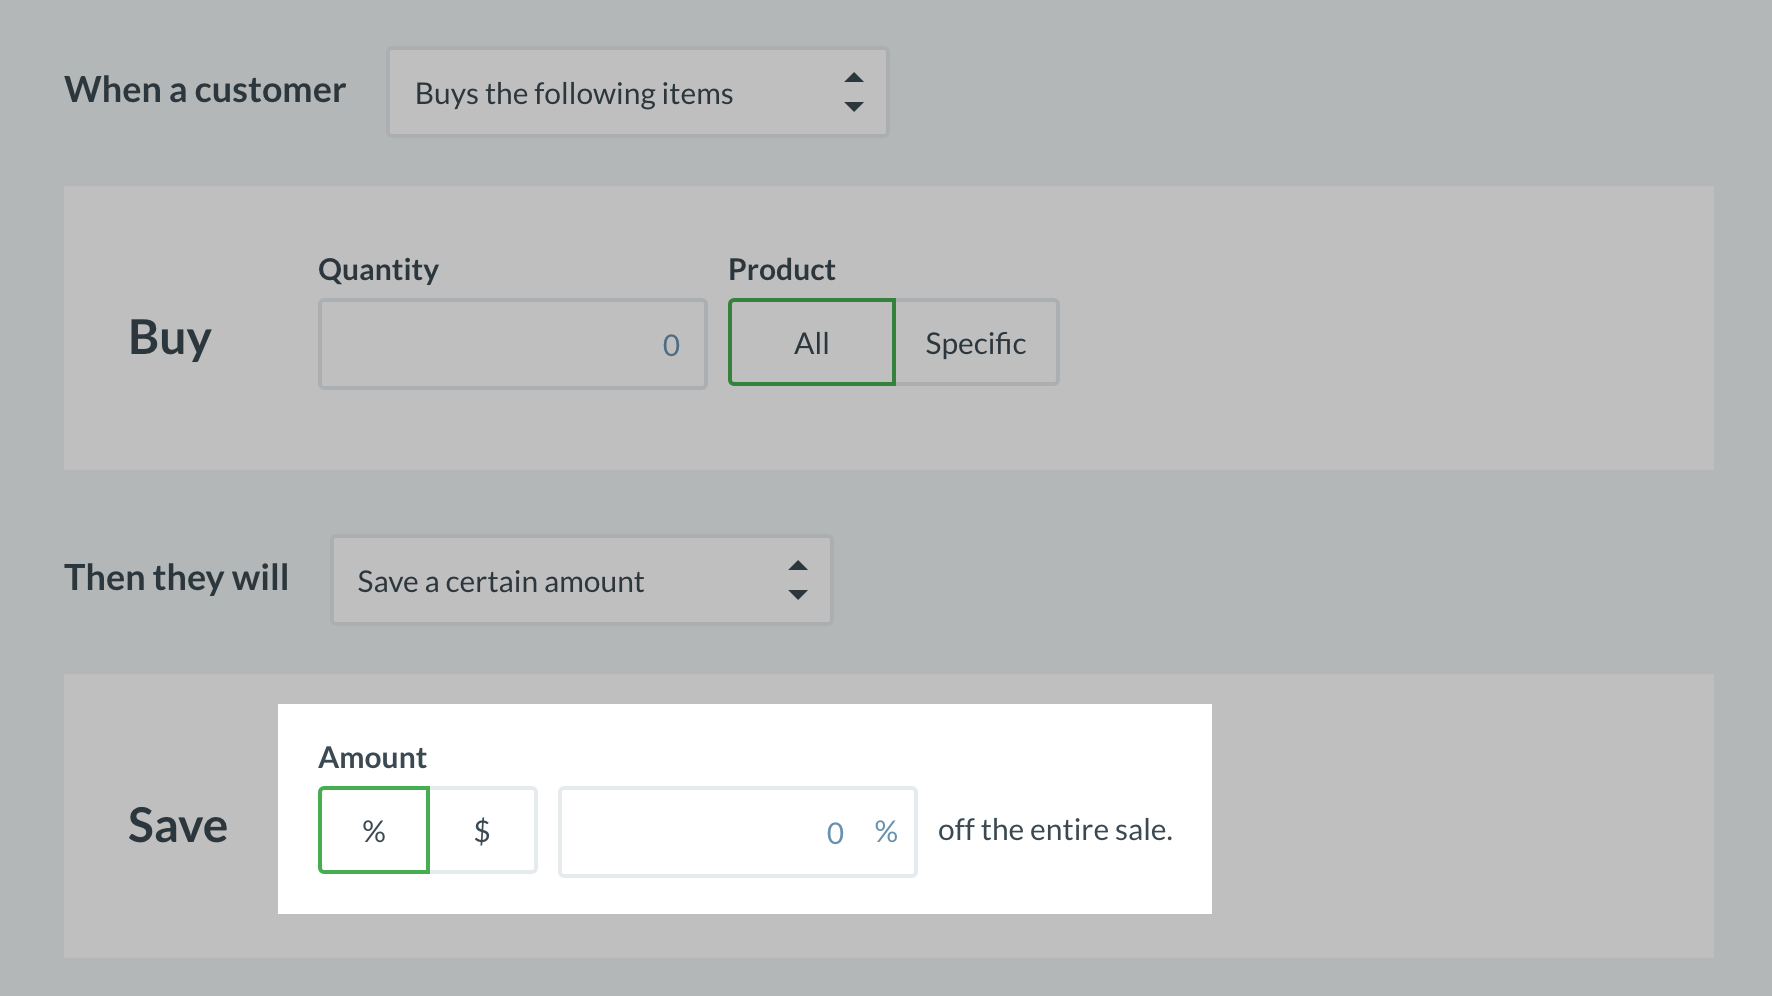 When a customer
Buys the following items
Quantity
Product
Buy
0
All
Specific
Then they will
Save a certain amount
Amount
Save
%
$
0 %
off the entire sale.